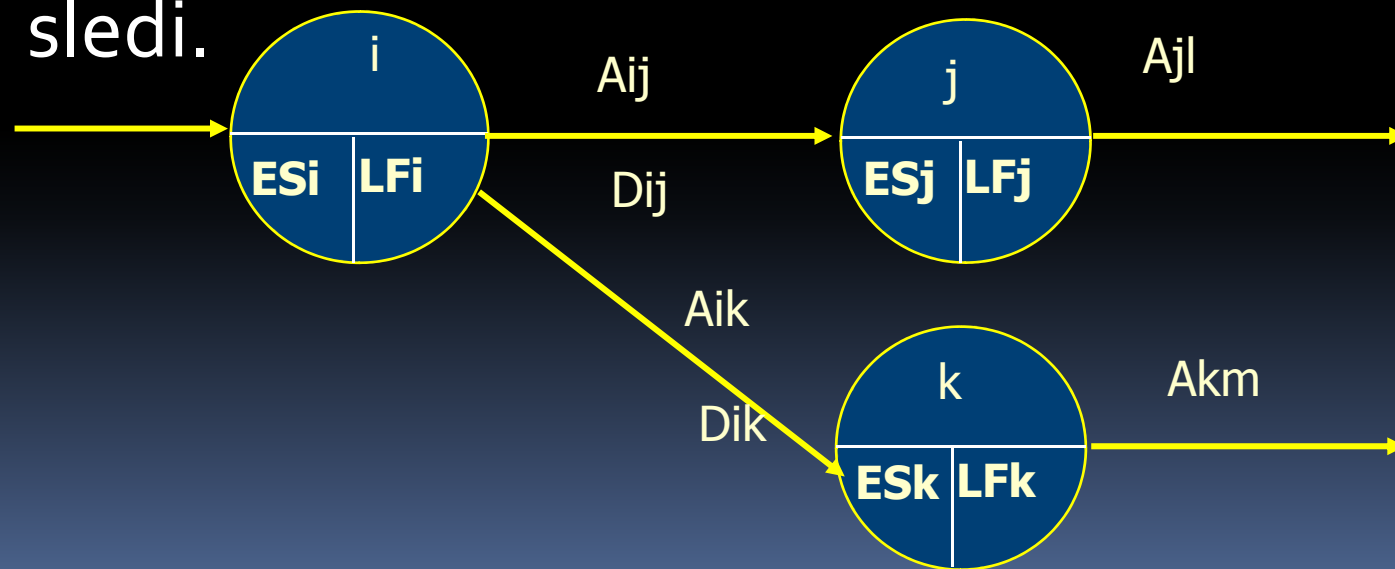 sledi.
i
Aij
j
Ajl
ESi LFi
Dij
ESj LFj
Aik
k
Akm
Dik
ESk LFk